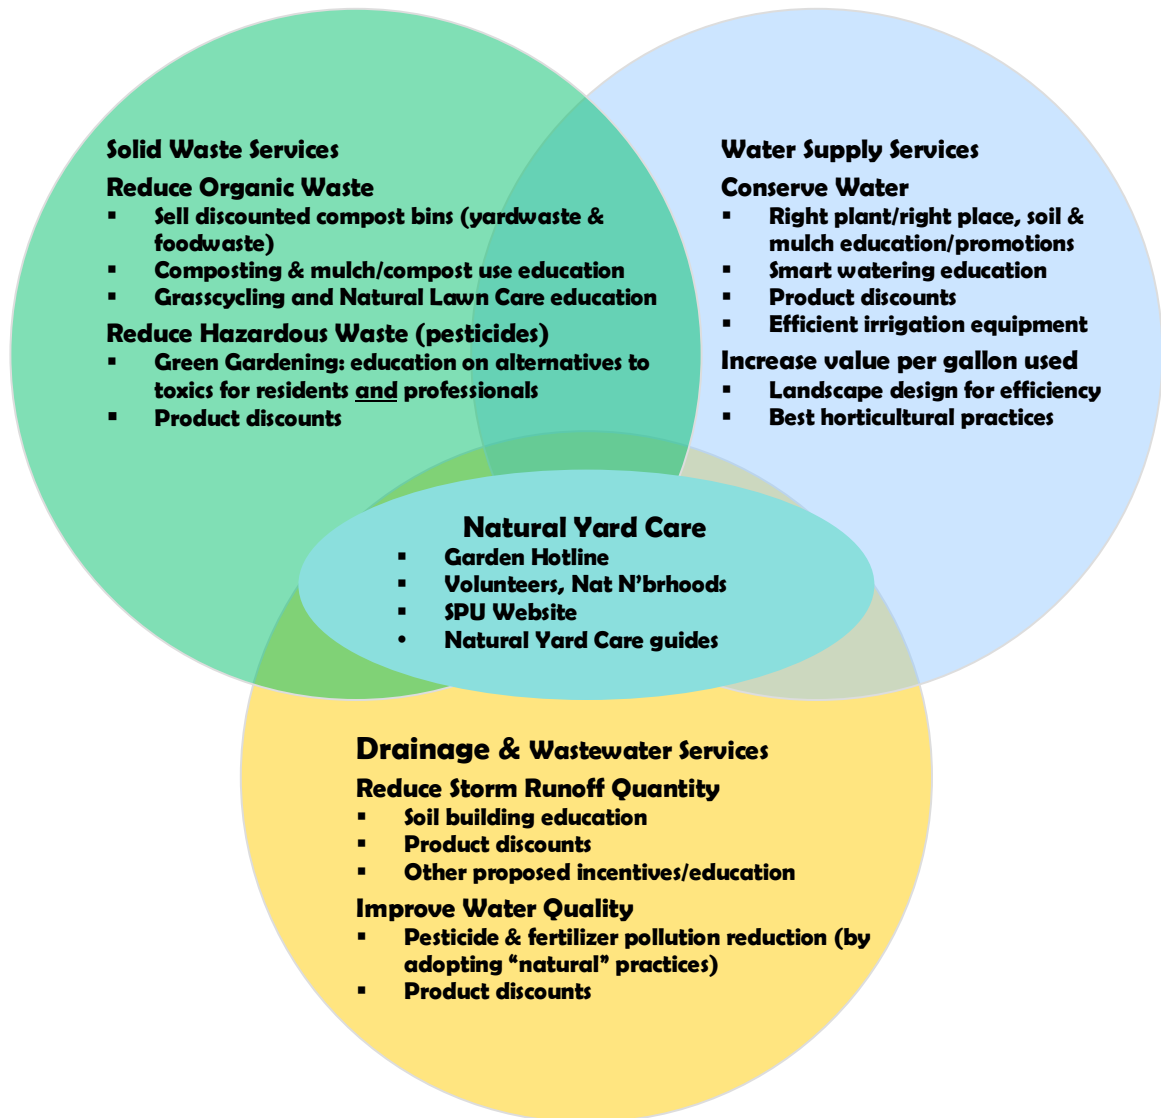 Solid Waste Services
Reduce Organic Waste
▪ Sell discounted compost bins (yardwaste &
foodwaste)
▪ Composting & mulch/compost use education
▪ Grasscycling and Natural Lawn Care education
Reduce Hazardous Waste (pesticides)
▪ Green Gardening: education on alternatives to
toxics for residents and professionals
▪ Product discounts
Water Supply Services
Conserve Water
▪ Right plant/right place, soil &
mulch education/promotions
▪ Smart watering education
▪ Product discounts
▪ Efficient irrigation equipment
Increase value per gallon used
▪ Landscape design for efficiency
▪ Best horticultural practices
Natural Yard Care
▪ Garden Hotline
▪ Volunteers, Nat N’brhoods
▪ SPU Website
• Natural Yard Care guides
Drainage & Wastewater Services
Reduce Storm Runoff Quantity
▪ Soil building education
▪ Product discounts
▪ Other proposed incentives/education
Improve Water Quality
▪ Pesticide & fertilizer pollution reduction (by
adopting “natural” practices)
▪ Product discounts